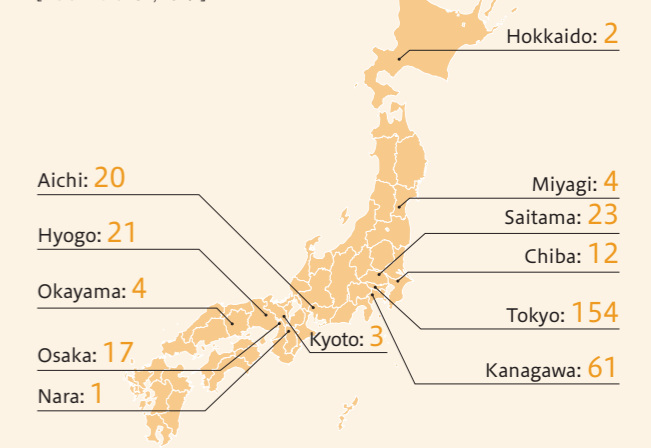 Hokkaido: 2
Aichi: 20
Miyagi: 4
Saitama: 23
Hyogo: 21
Chiba: 12
Okayama: 4
Tokyo: 154
Kyoto: 3
Osaka: 17
Kanagawa: 61
Nara: 1